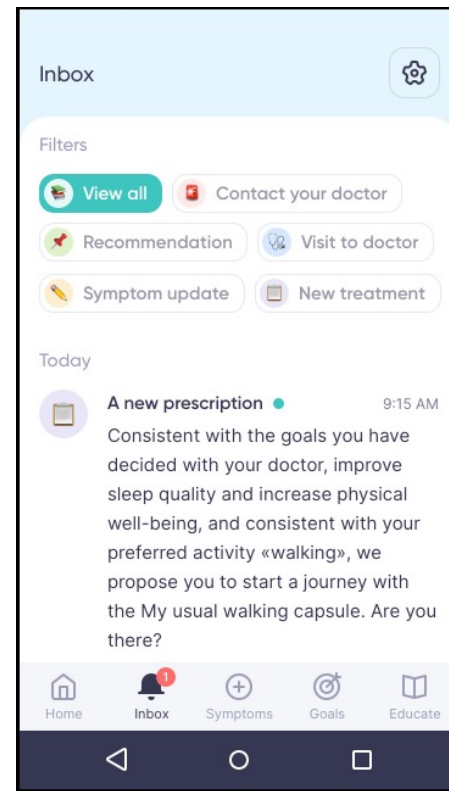 Inbox
Filters
View all
Contact your doctor
Recommendation
Visit to doctor
Symptom update
New treatment
Today
A new prescription
9:15 AM
Consistent with the goals you have
decided with your doctor, improve
sleep quality and increase physical
well-being, and consistent with your
preferred activity «walking», we
propose you to start a journey with
the My usual walking capsule. Are you
there?
1
Home
Inbox
Symptoms
Goals
Educate